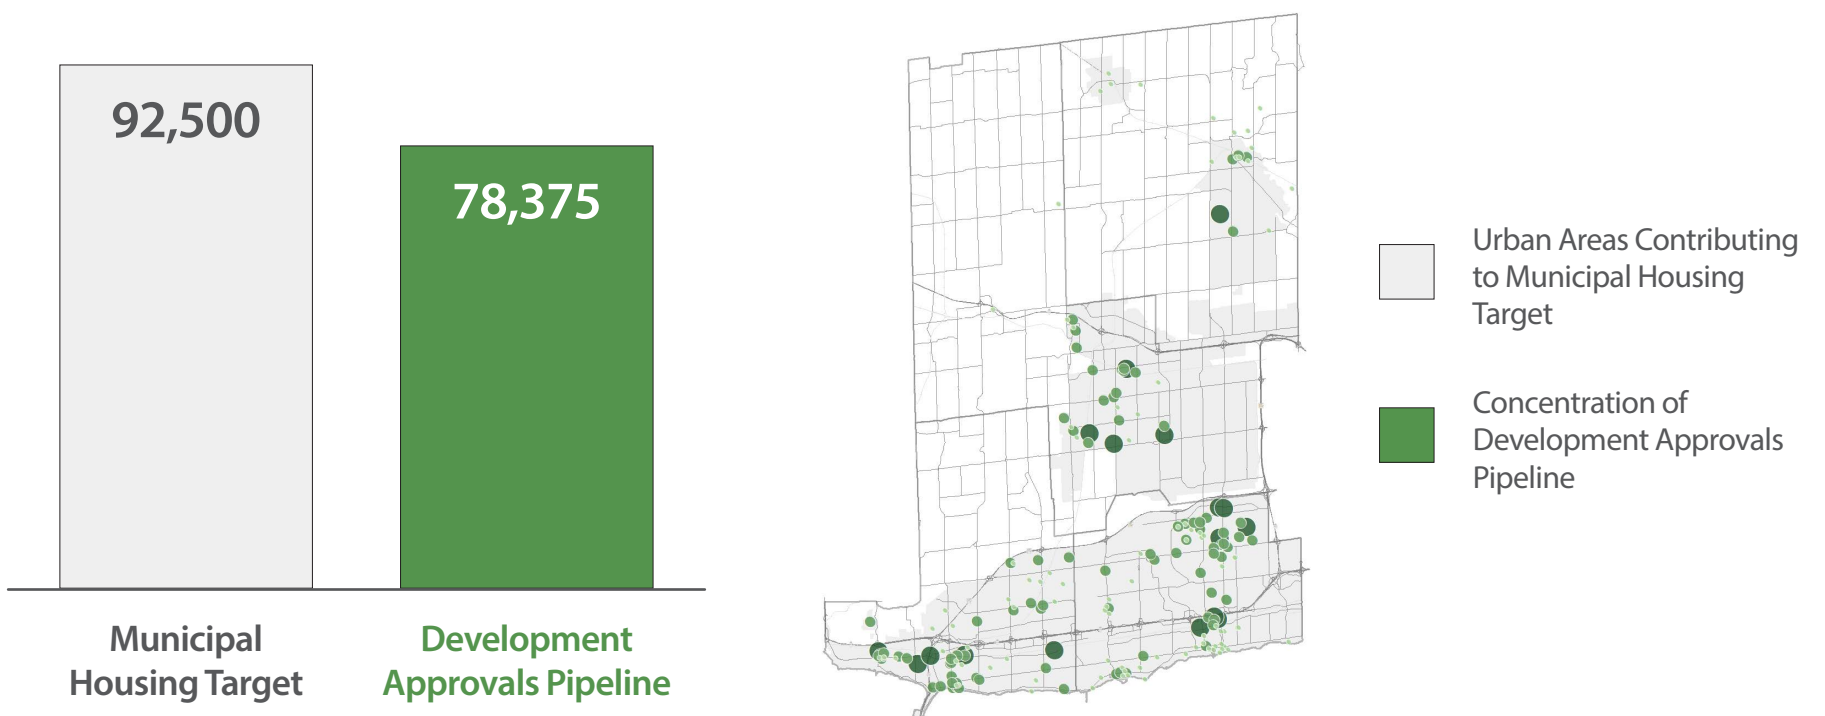 92,500
78,375
Municipal
Housing Target
Development
Approvals Pipeline
Urban Areas Contributing
to Municipal Housing
Target
Concentration of
Development Approvals
Pipeline